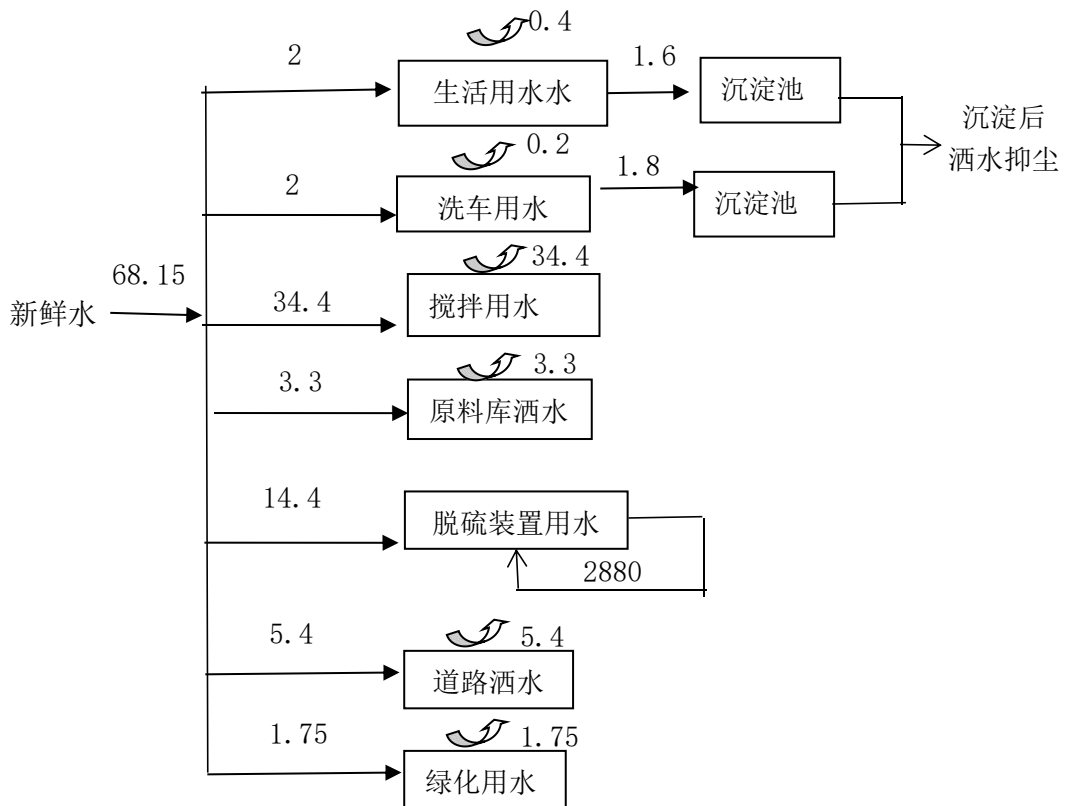 0.4
2
生活用水水
1.6
沉淀池
沉淀后
洒水抑尘
0.2
2
洗车用水
1.8
沉淀池
68.15
新鲜水
34.4
34.4
搅拌用水
3.3
3.3
原料库洒水
14.4
脱硫装置用水
2880
5.4
5.4
道路洒水
1.75
1.75
绿化用水